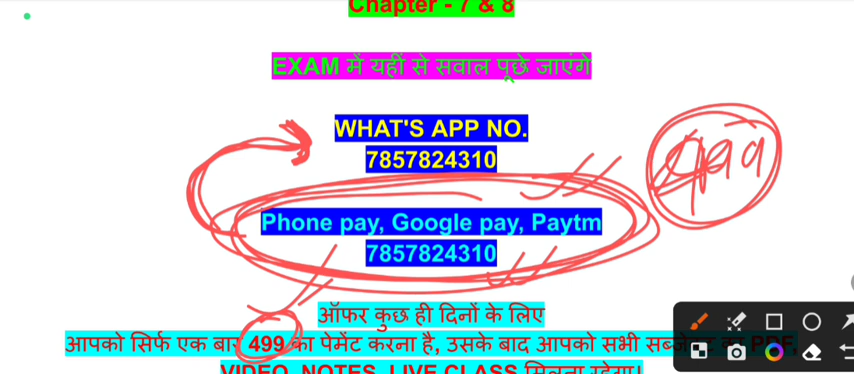 Chapter - 7 & 8
EXAM में यहीं से सवाल पूछे जाएंगे
WHAT'S APP NO.
7857824310
Phone pay, Google pay, Paytm
7857824310
ऑफर कुछ ही दिनों के लिए
आपको सिर्फ एक बार 499 का पेमेंट करना है, उसके बाद आपको सभी का PDF,
VIDEO, NOTES, LIVE CLASS मिलता रहेगा।